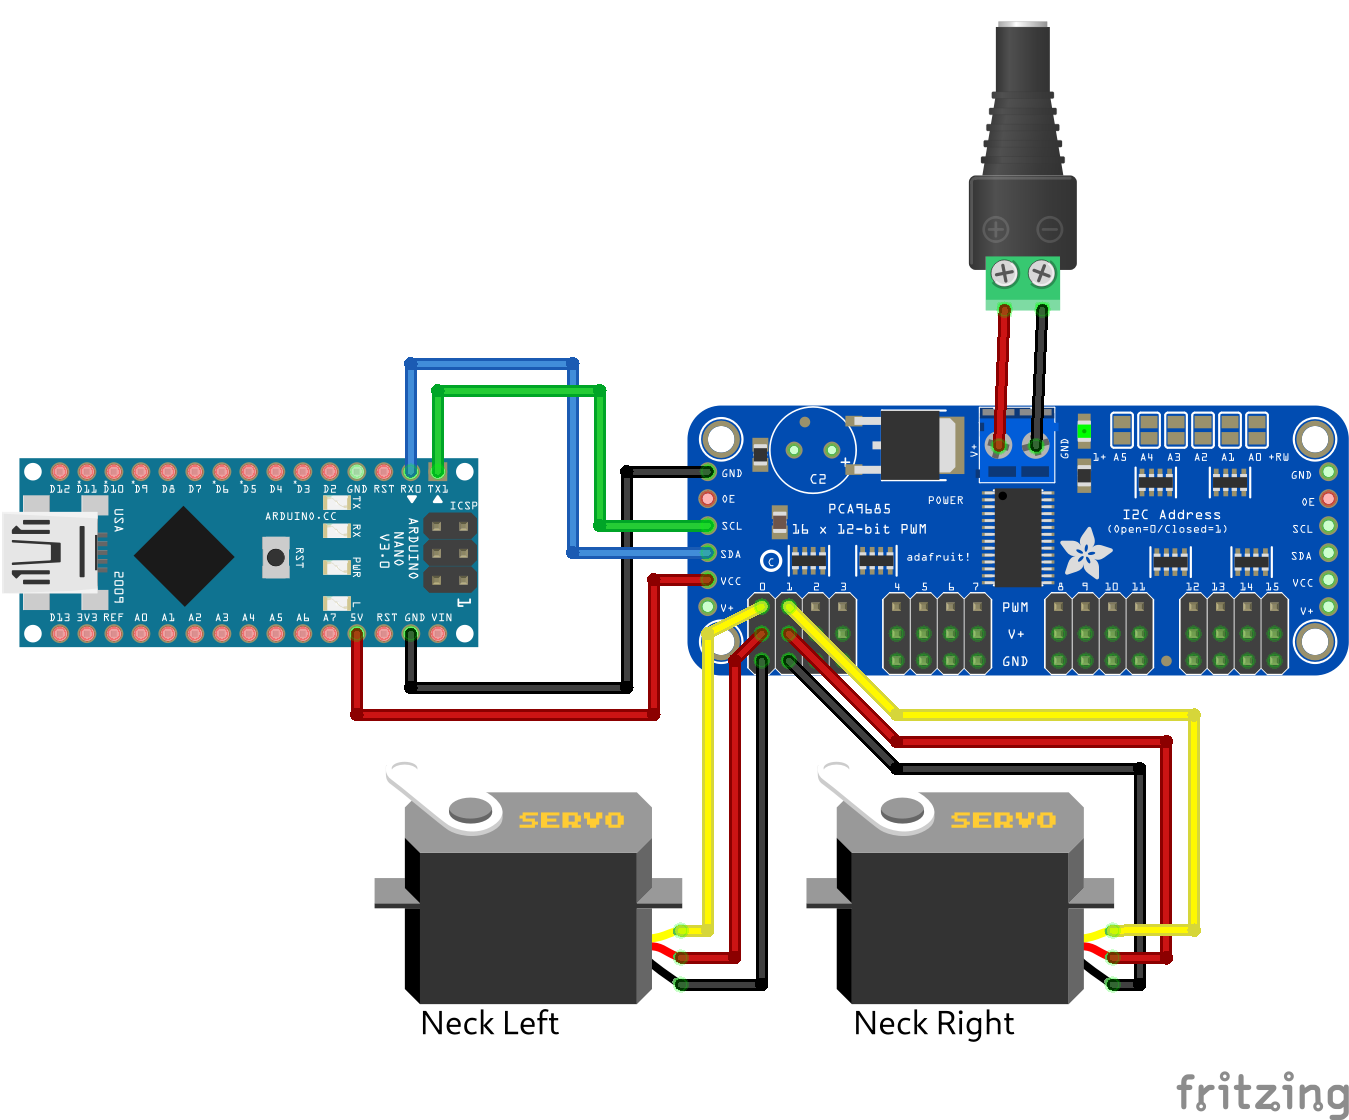 V+
GND
1+ A5 A4 A3 A2 A1 A0 +RW
C2
+
POWER
GND
OE
SCL
SDA
VCC
V+
PCA9685
16 x 12-bit PWM
adafruit!
C
I2C Address
(Open=0/Closed=1)
GND
OE
SCL
SDA
VCC
V+
0 1 2 3 4 5 6 7 8 9 10 11 12 13 14 15
PWM
V+
GND
D12 D11 D10 D9 D8 D7 D6 D5 D4 D3 D2 GND RST RX0 TX1
ICSP
ARDUINO.CC
TX
RX
PWR
L
RST
USA
2009
ARDUINO
NANO
V3.0
1
D13 3V3 REF A0 A1 A2 A3 A4 A5 A6 A7 5V RST GND VIN
SERVO
SERVO
Neck Left
Neck Right
fritzing